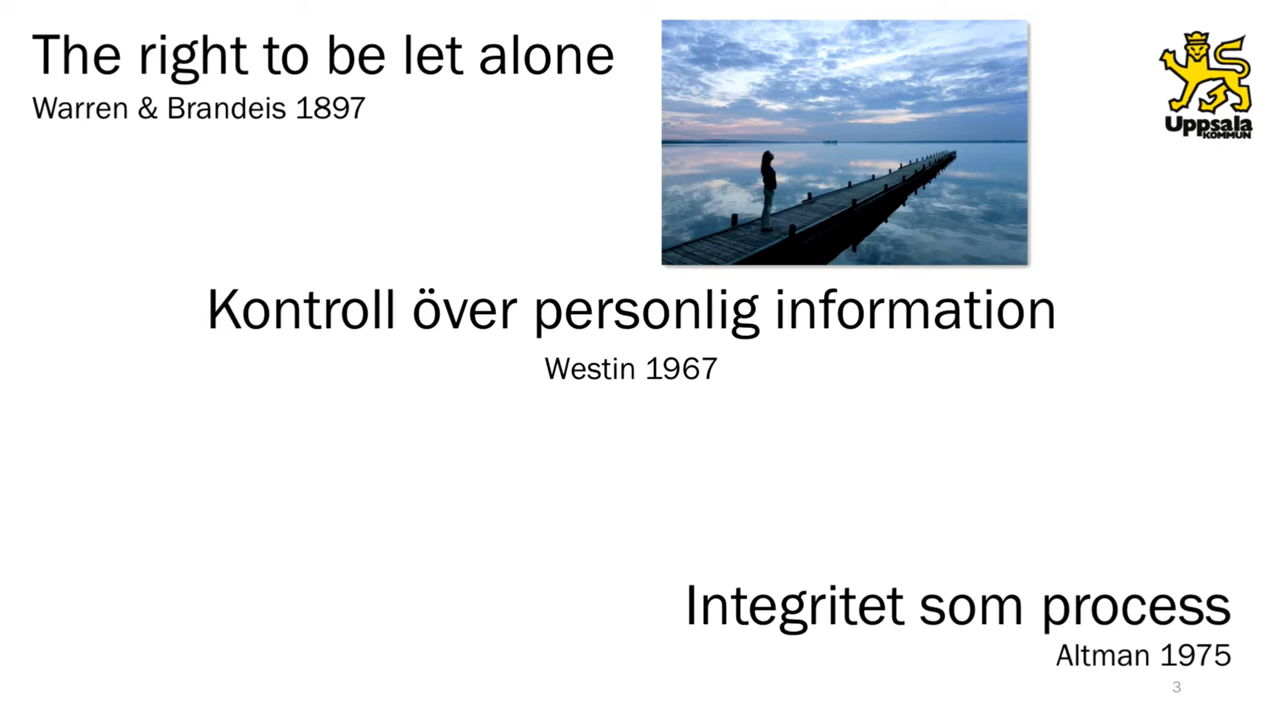 The right to be let alone
Warren & Brandeis 1897
Uppsala
KOMMUN
Kontroll över personlig information
Westin 1967
Integritet som process
Altman 1975
3